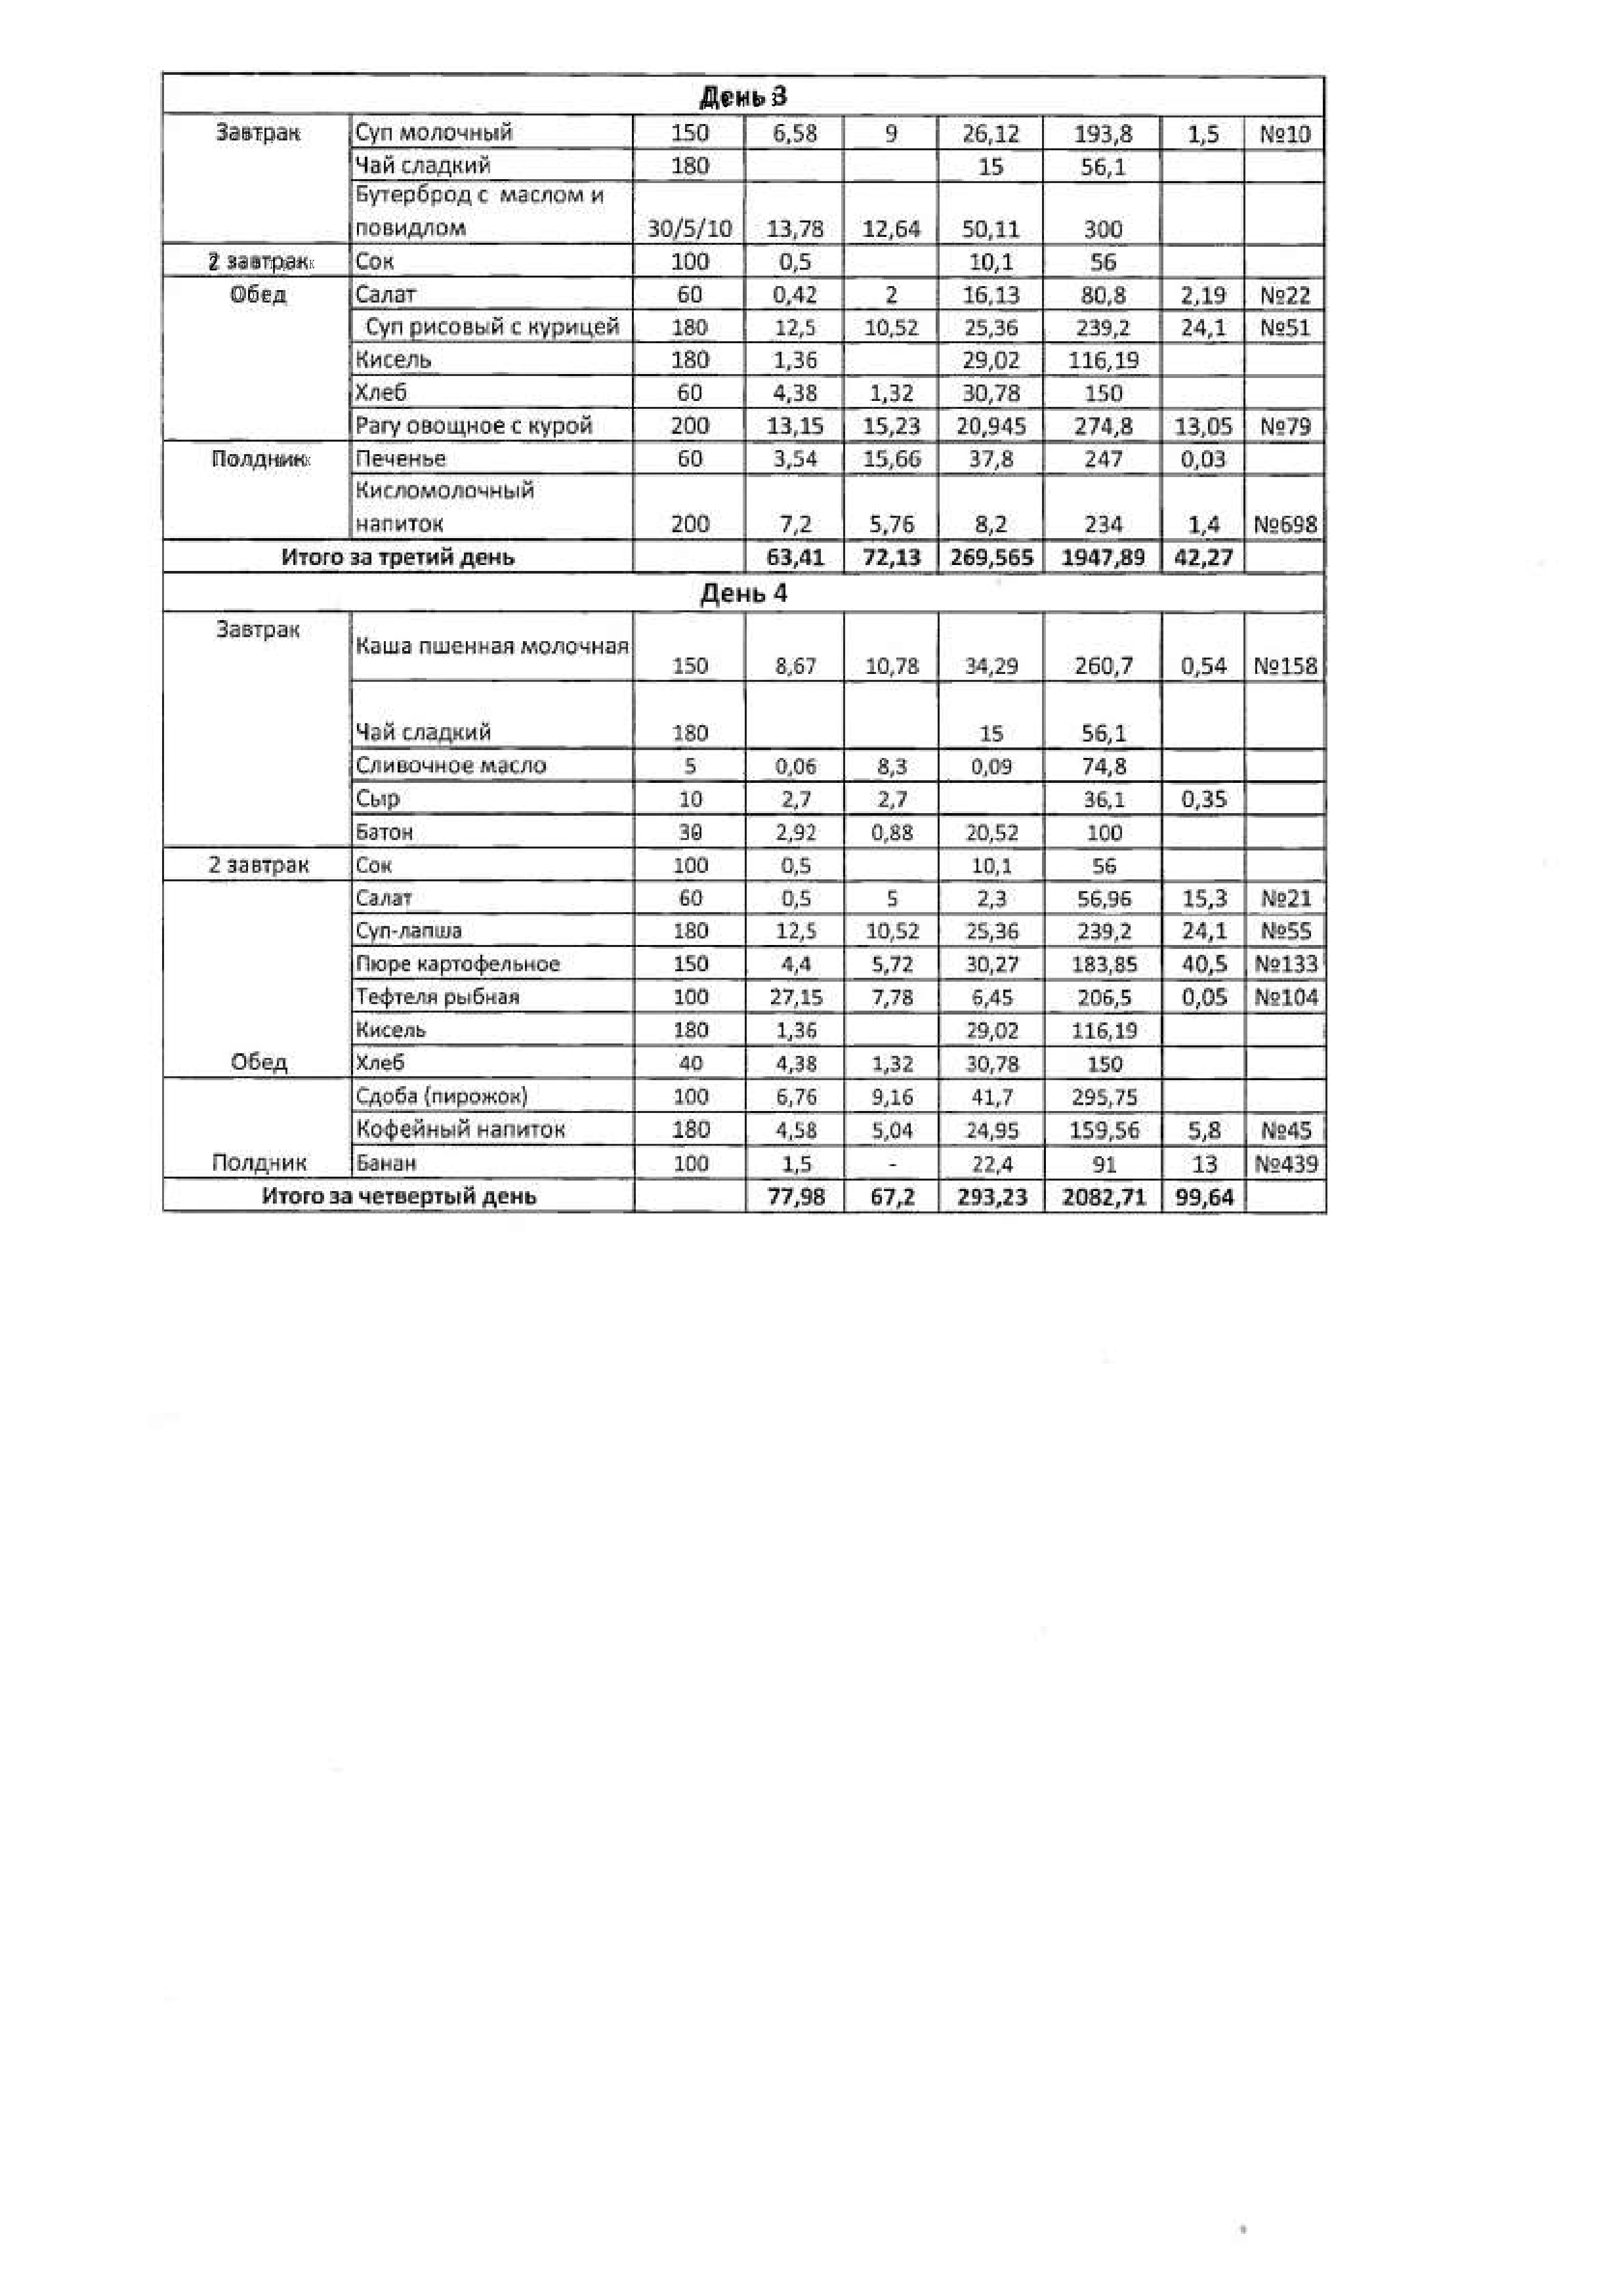 День 3
Завтрак Суп молочный 150 6,58 9 26,12 193,8 1,5 №10
Чай сладкий 180 15 56,1
Бутерброд с маслом и
повидлом 30/5/10 13,78 12,64 50,11 300
2 завтрак Сок 100 0,5 10,1 56
Обед Салат 60 0,42 2 16,13 80,8 2,19 №22
Суп рисовый с курицей 180 12,5 10,52 25,36 239,2 24,1 №51
Кисель 180 1,36 29,02 116,19
Хлеб 60 4,38 1,32 30,78 150
Рагу овощное с курой 200 13,15 15,23 20,945 274,8 13,05 №79
Полдник Печенье 60 3,54 15,66 37,8 247 0,03
Кисломолочный
напиток 200 7,2 5,76 8,2 234 1,4 №698
Итого за третий день 63,41 72,13 269,565 1947,89 42,27
День 4
Завтрак
Каша пшенная молочная 150 8,67 10,78 34,29 260,7 0,54 №158
Чай сладкий 180 15 56,1
Сливочное масло 5 0,06 8,3 0,09 74,8
Сыр 10 2,7 2,7 36,1 0,35
Батон 30 2,92 0,88 20,52 100
2 завтрак Сок 100 0,5 10,1 56
Салат 60 0,5 5 2,3 56,96 15,3 №21
Суп-лапша 180 12,5 10,52 25,36 239,2 24,1 №55
Пюре картофельное 150 4,4 5,72 30,27 183,85 40,5 №133
Тефтеля рыбная 100 27,15 7,78 6,45 206,5 0,05 №104
Кисель 180 1,36 29,02 116,19
Обед Хлеб 40 4,38 1,32 30,78 150
Сдоба (пирожок) 100 6,76 9,16 41,7 295,75
Кофейный напиток 180 4,58 5,04 24,95 159,56 5,8 №45
Полдник Банан 100 1,5 - 22,4 91 13 №439
Итого за четвертый день 77,98 67,2 293,23 2082,71 99,64